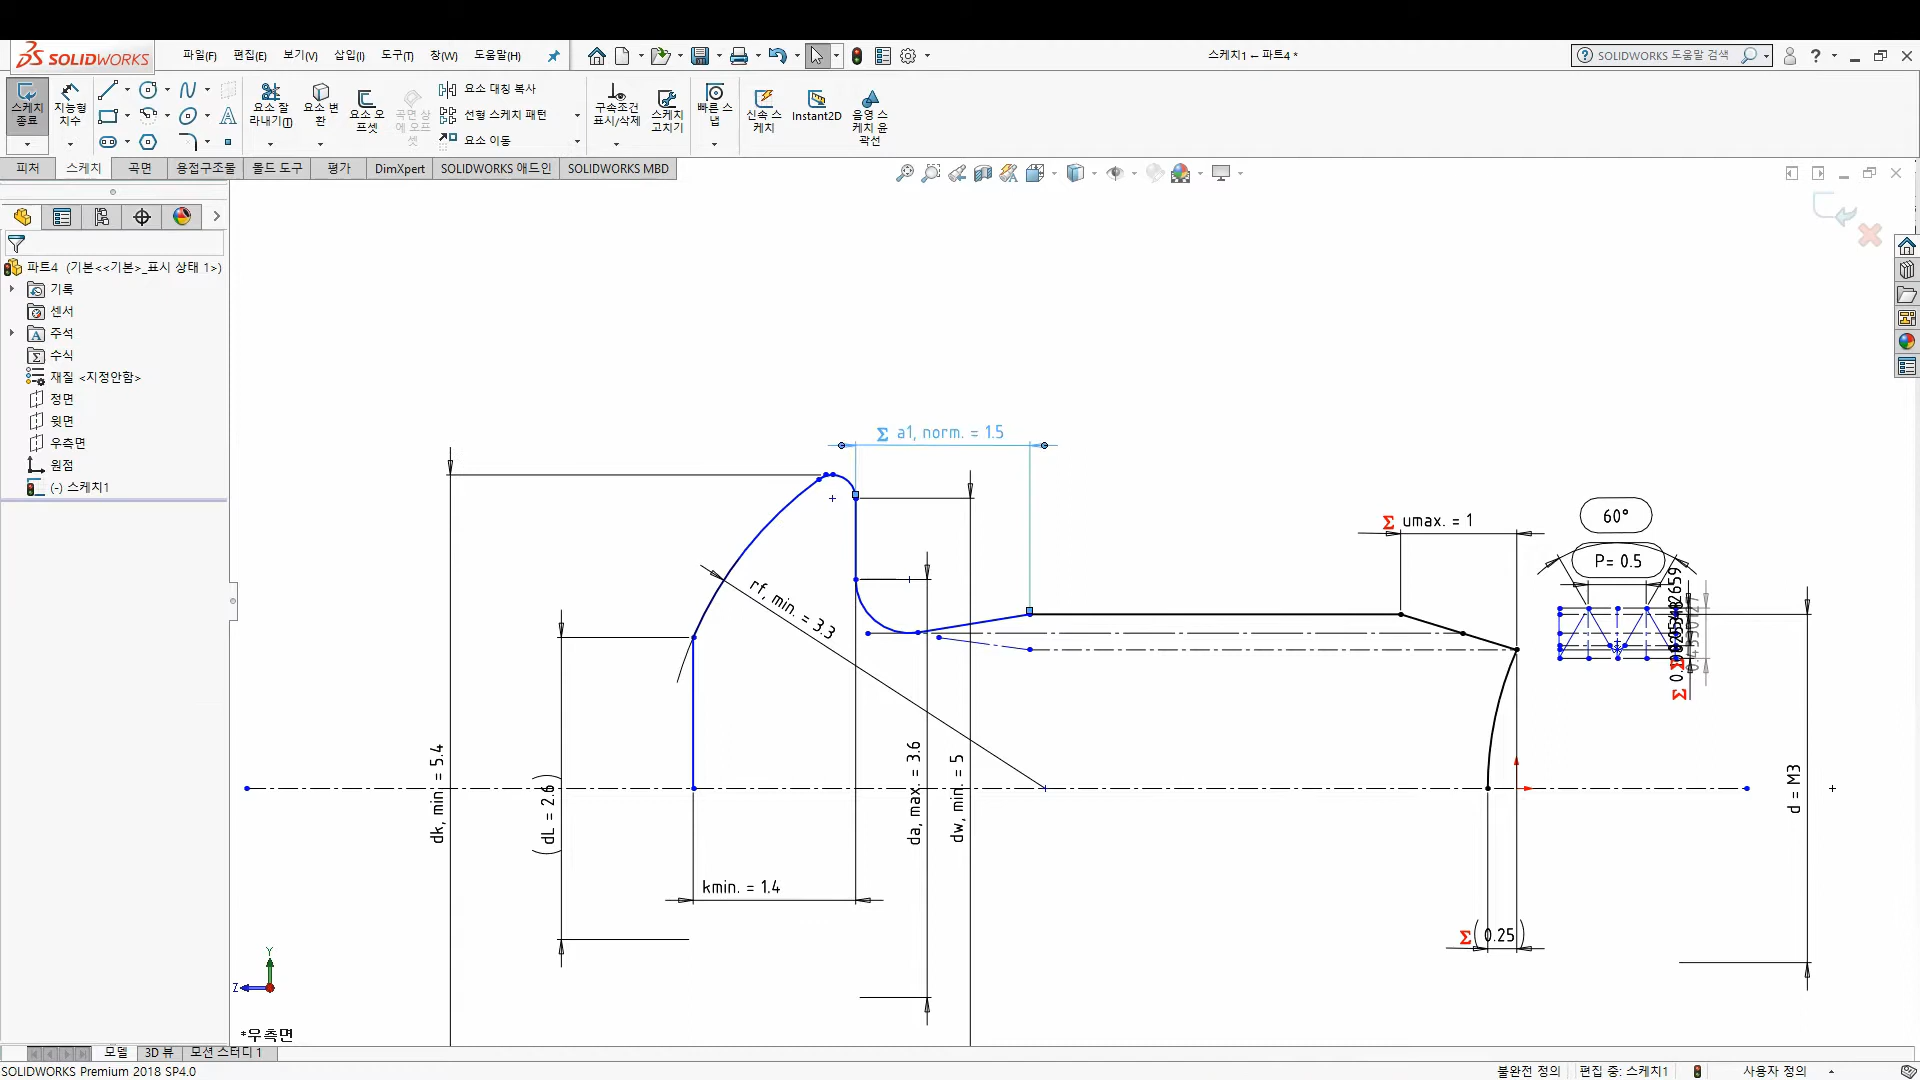 SOLIDWORKS
파일(F) 편집(E) 보기(V) 삽입(I) 도구(T) 창(W) 도움말(H)
스케치1 ← 파트4 *
SOLIDWORKS 도움말 검색
스케치 종료
지능형 치수
요소 잘라내기(T)
요소 변환
요소 오프셋
곡면 상에 오프셋
요소 대칭 복사
선형 스케치 패턴
요소 이동
구속조건 표시/삭제
스케치 고치기
빠른 스냅
신속 스케치
Instant2D
음영 스케치 윤곽선
피처 스케치 곡면 용접구조물 몰드 도구 평가 DimXpert SOLIDWORKS 애드인 SOLIDWORKS MBD
파트4 (기본<<기본>_표시 상태 1>)
기록
센서
주석
수식
재질 <지정안함>
정면
윗면
우측면
원점
(-) 스케치1
Σ a1, norm. = 1.5
Σ umax. = 1
60°
P= 0.5
rf, min. = 3.3
dk, min = 5.4
(dL = 2.6)
da, max. = 3.6
dw, min. = 5
d = M3
kmin. = 1.4
Σ(0.25)
Y
Z
*우측면
모델 3D 뷰 모션 스터디 1
SOLIDWORKS Premium 2018 SP4.0
불완전 정의 편집 중: 스케치1 사용자 정의